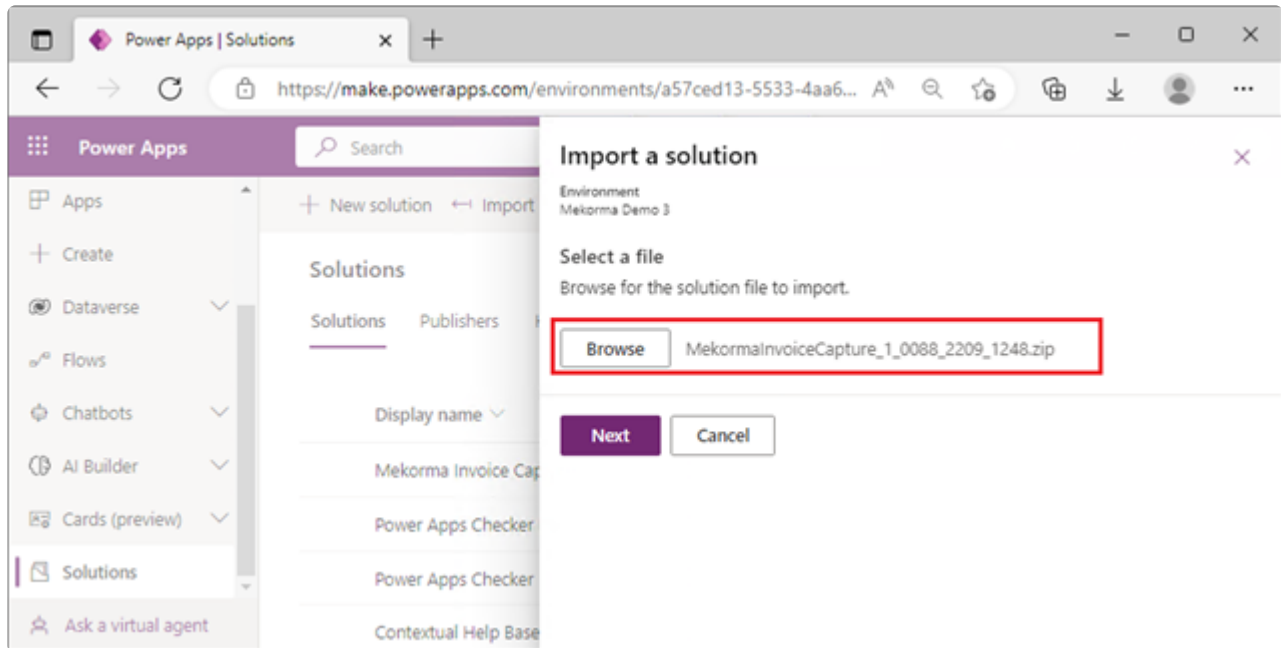 Power Apps | Solutions
https://make.powerapps.com/environments/a57ced13-5533-4aa6...
Power Apps
Search
Apps
Create
Dataverse
Flows
Chatbots
AI Builder
Cards (preview)
Solutions
Ask a virtual agent
New solution Import
Solutions
Solutions Publishers
Display name
Mekorma Invoice Cap
Power Apps Checker
Power Apps Checker
Contextual Help Base
Import a solution
Environment
Mekorma Demo 3
Select a file
Browse for the solution file to import.
Browse MekormaInvoiceCapture_1_0088_2209_1248.zip
Next Cancel